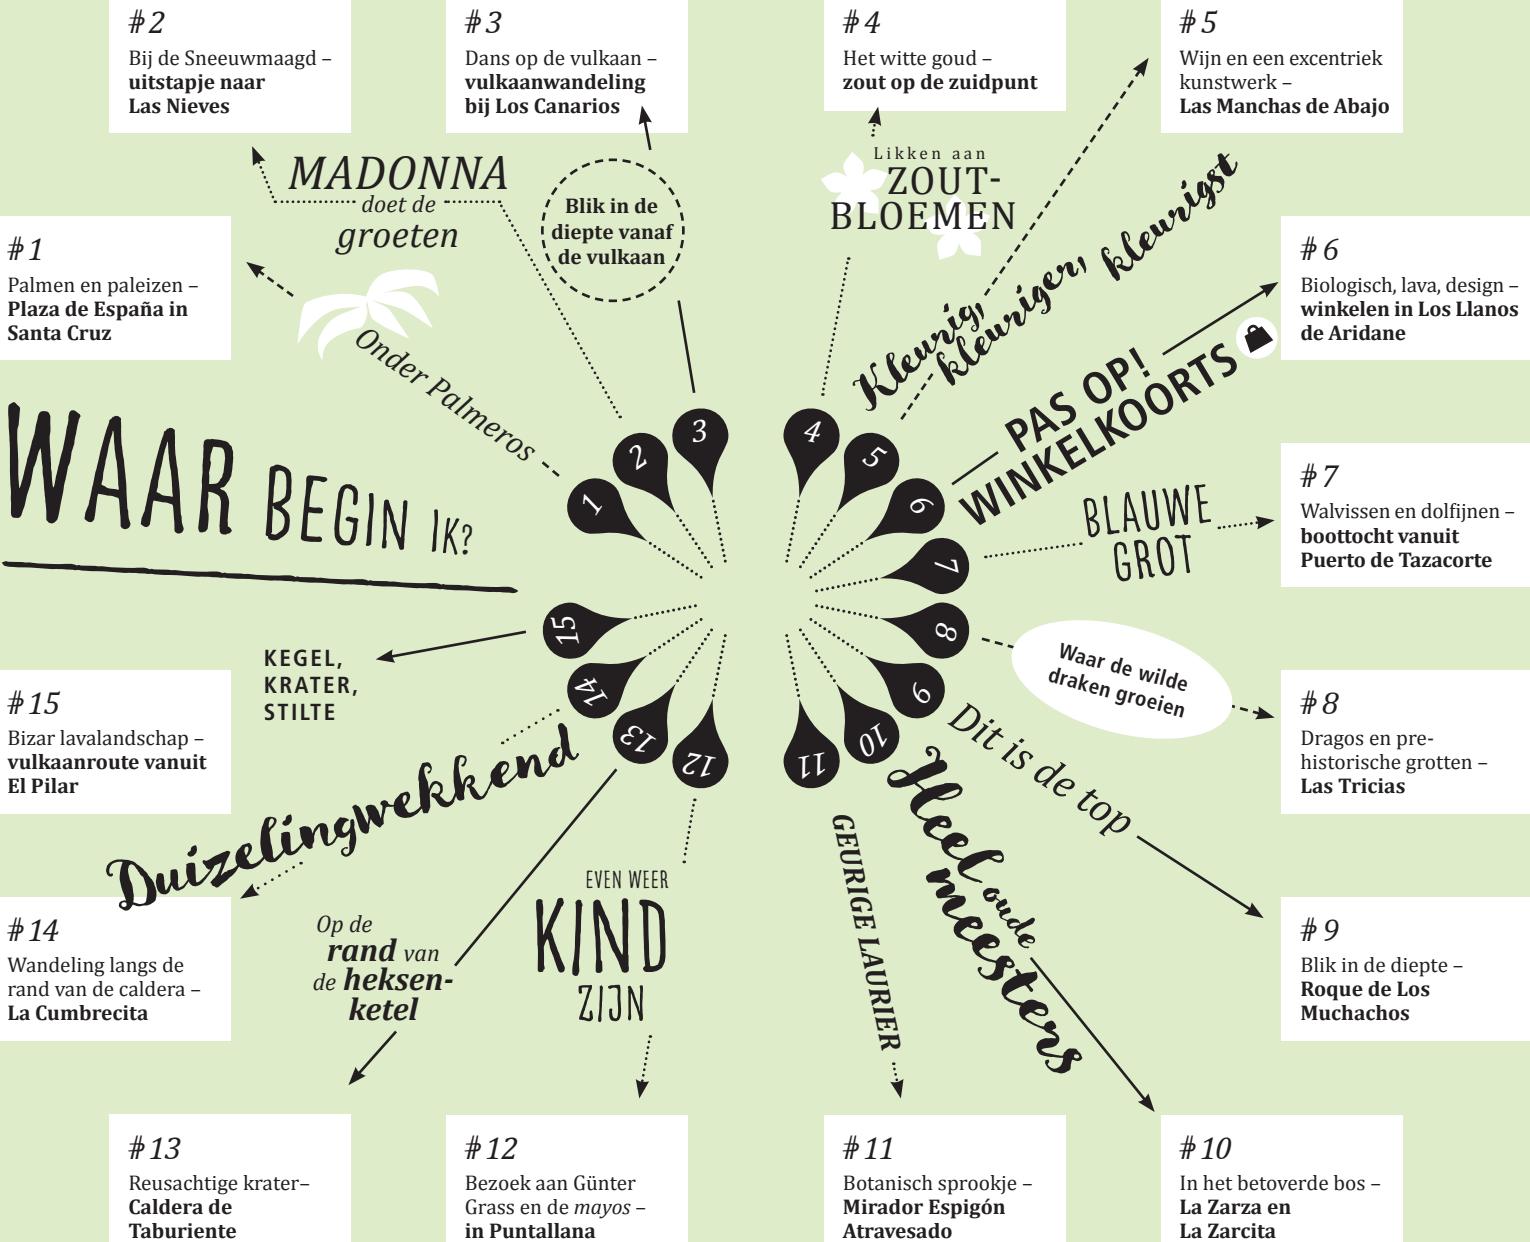 #2
Bij de Sneeuwmaagd –
uitstapje naar
Las Nieves
#3
Dans op de vulkaan –
vulkaanwandeling
bij Los Canarios
#4
Het witte goud –
zout op de zuidpunt
#5
Wijn en een excentriek
kunstwerk –
Las Manchas de Abajo
MADONNA
doet de
groeten
Blik in de
diepte vanaf
de vulkaan
Likken aan
ZOUT-
BLOEMEN
Kleurig,
kleuriger, kleurigst
#1
Palmen en paleizen –
Plaza de España in
Santa Cruz
Onder Palmeros
#6
Biologisch, lava, design –
winkelen in Los Llanos
de Aridane
PAS OP!
WINKELKOORTS
WAAR BEGIN IK?
1
2
3
4
5
6
7
8
9
10
11
12
13
14
15
BLAUWE
GROT
#7
Walvissen en dolfijnen –
boottocht vanuit
Puerto de Tazacorte
KEGEL,
KRATER,
STILTE
#15
Bizar lavalandschap –
vulkaanroute vanuit
El Pilar
Waar de wilde
draken groeien
#8
Dragos en pre-
historische grotten –
Las Tricias
Duizelingwekkend
#14
Wandeling langs de
rand van de caldera –
La Cumbrecita
Op de
rand van
de heksen-
ketel
EVEN WEER
KIND
ZIJN
GEURIGE LAURIER
Heel oude
meesters
Dit is de top
#9
Blik in de diepte –
Roque de Los
Muchachos
#13
Reusachtige krater–
Caldera de
Taburiente
#12
Bezoek aan Günter
Grass en de mayos –
in Puntallana
#11
Botanisch sprookje –
Mirador Espigón
Atravesado
#10
In het betoverde bos –
La Zarza en
La Zarcita